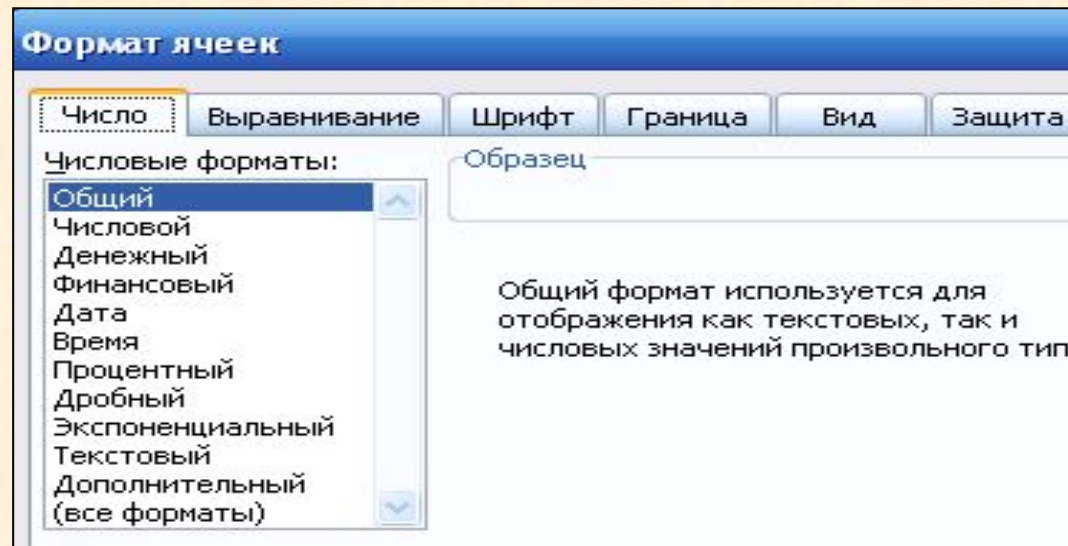 Формат ячеек
Число Выравнивание Шрифт Граница Вид Защита
Числовые форматы:
Образец
Общий
Числовой
Денежный
Финансовый
Дата
Время
Процентный
Дробный
Экспоненциальный
Текстовый
Дополнительный
(все форматы)
Общий формат используется для
отображения как текстовых, так и
числовых значений произвольного тип